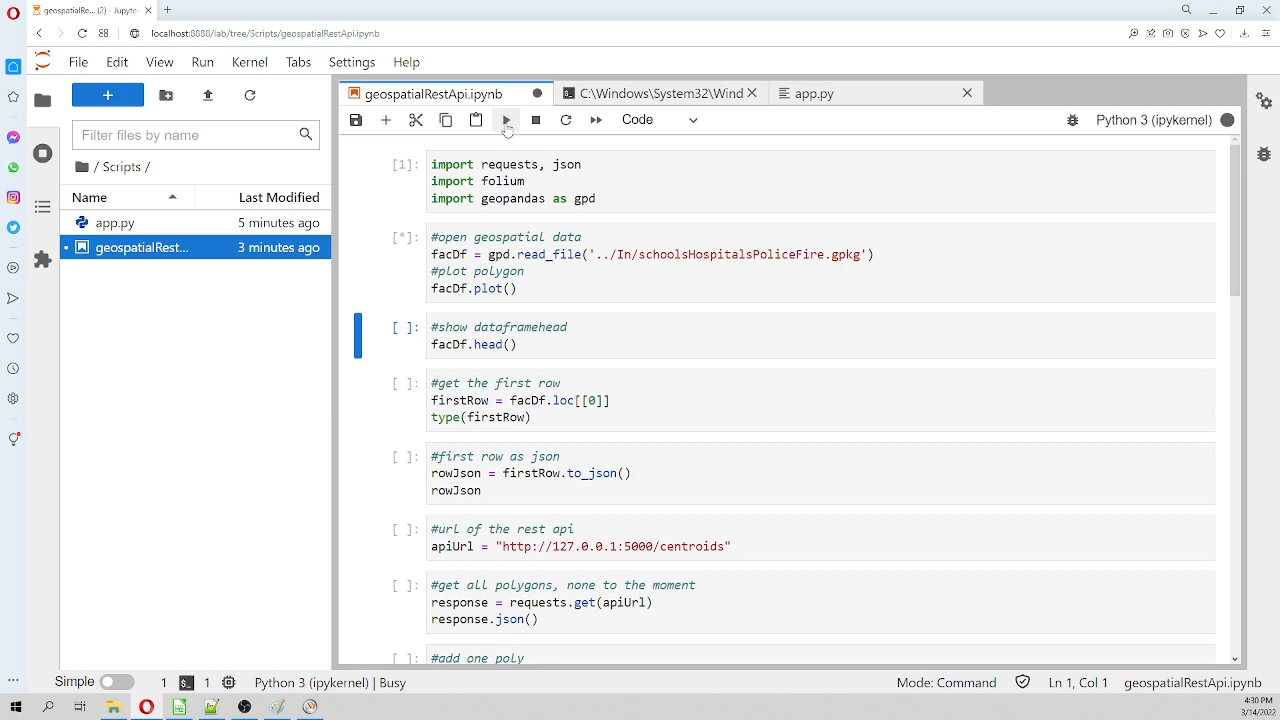 geospatialRe... (2) - Jupyter
localhost:8888/lab/tree/Scripts/geospatialRestApi.ipynb
File Edit View Run Kernel Tabs Settings Help
geospatialRestApi.ipynb
C:\Windows\System32\Wind
app.py
Code
Python 3 (ipykernel)
Filter files by name
/ Scripts /
Name Last Modified
app.py 5 minutes ago
geospatialRest... 3 minutes ago
[1]: import requests, json
import folium
import geopandas as gpd
[*]: #open geospatial data
facDf = gpd.read_file('../In/schoolsHospitalsPoliceFire.gpkg')
#plot polygon
facDf.plot()
[ ]: #show dataframehead
facDf.head()
[ ]: #get the first row
firstRow = facDf.loc[[0]]
type(firstRow)
[ ]: #first row as json
rowJson = firstRow.to_json()
rowJson
[ ]: #url of the rest api
apiUrl = "http://127.0.0.1:5000/centroids"
[ ]: #get all polygons, none to the moment
response = requests.get(apiUrl)
response.json()
[ ]: #add one poly
Simple 1 1 Python 3 (ipykernel) | Busy Mode: Command Ln 1, Col 1 geospatialRestApi.ipynb
4:30 PM
3/14/2022